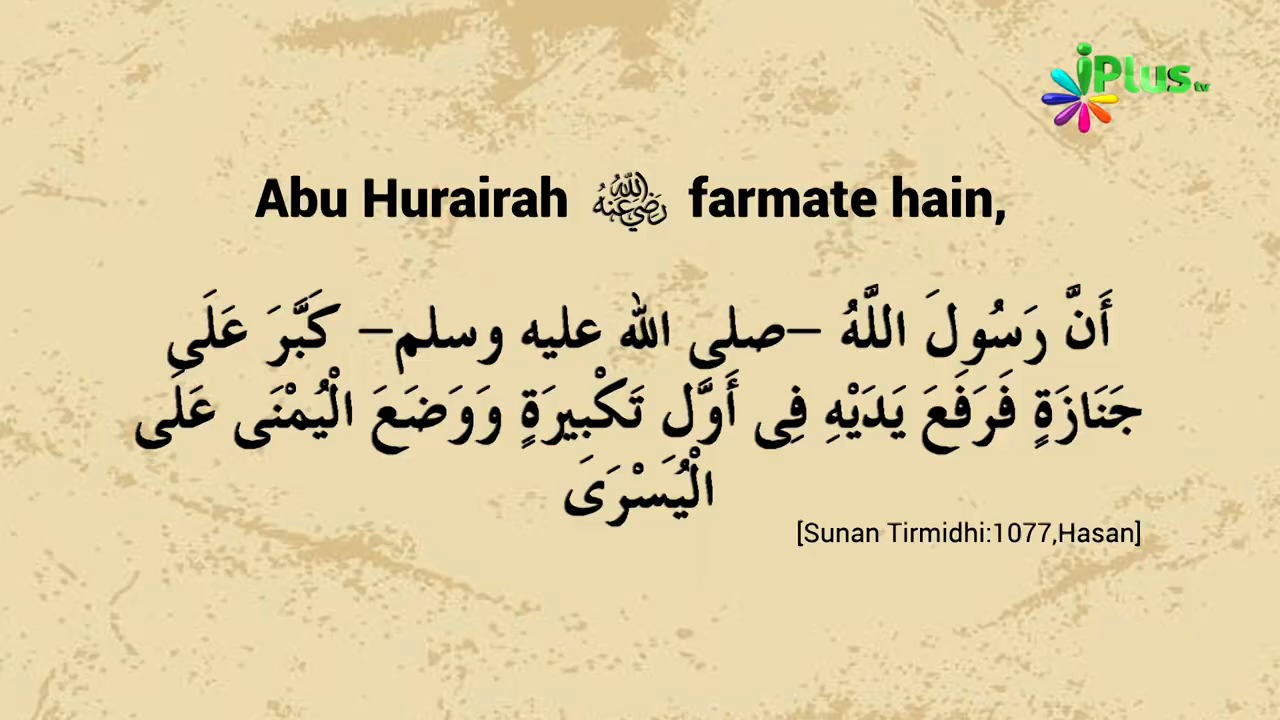 iPlus tv
Abu Hurairah رضي الله عنه farmate hain,
أَنَّ رَسُولَ اللَّهُ –صلى الله عليه وسلم– كَبَّرَ عَلَى
جَنَازَةٍ فَرَفَعَ يَدَيْهِ فِى أَوَّلِ تَكْبِيرَةٍ وَوَضَعَ الْيُمْنَى عَلَى
الْيُسْرَىَ
[Sunan Tirmidhi:1077,Hasan]